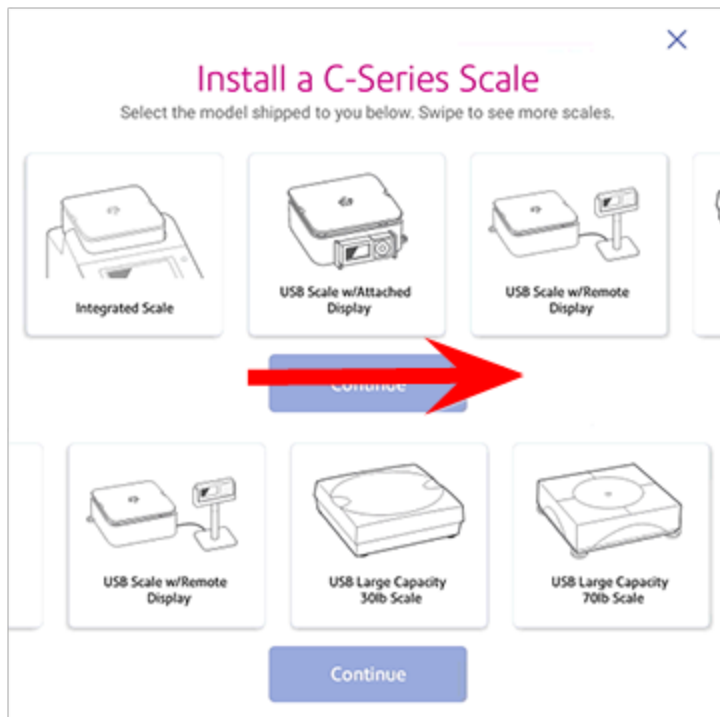 Install a C-Series Scale
Select the model shipped to you below. Swipe to see more scales.
Integrated Scale
USB Scale w/Attached
Display
USB Scale w/Remote
Display
Continue
USB Scale w/Remote
Display
USB Large Capacity
30lb Scale
USB Large Capacity
70lb Scale
Continue